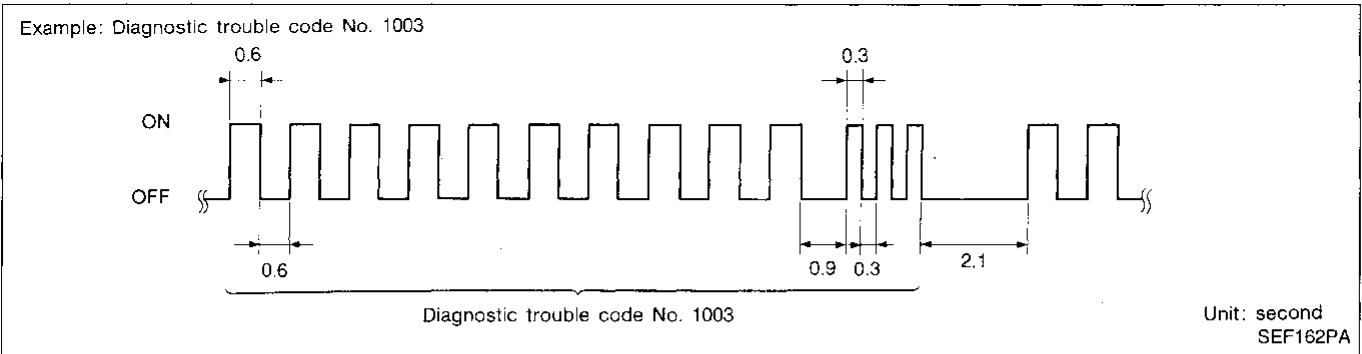 Example: Diagnostic trouble code No. 1003
0.6
0.3
ON
OFF
0.6
0.9
0.3
2.1
Diagnostic trouble code No. 1003
Unit: second
SEF162PA